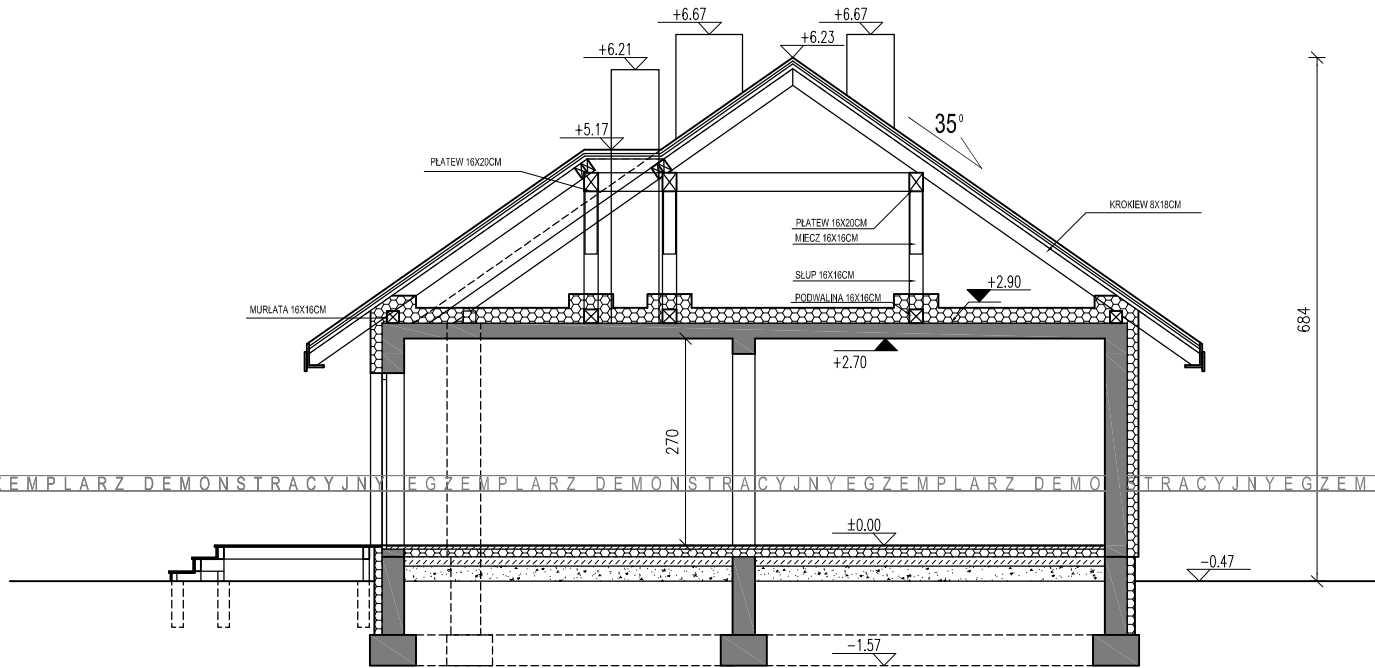 +6.67
+6.67
+6.23
+6.21
+5.17
35°
PŁATEW 16X20CM
KROKIEW 8X18CM
PŁATEW 16X20CM
MIECZ 16X16CM
SŁUP 16X16CM
PODWALINA 16X16CM
+2.90
MURŁATA 16X16CM
684
+2.70
270
ZEMPLARZ DEMONSTRACYJNY EGZEMPLARZ DEMONSTRACYJNY EGZEMPLARZ DEMO TRACYJNY EGZEM
±0.00
-0.47
-1.57